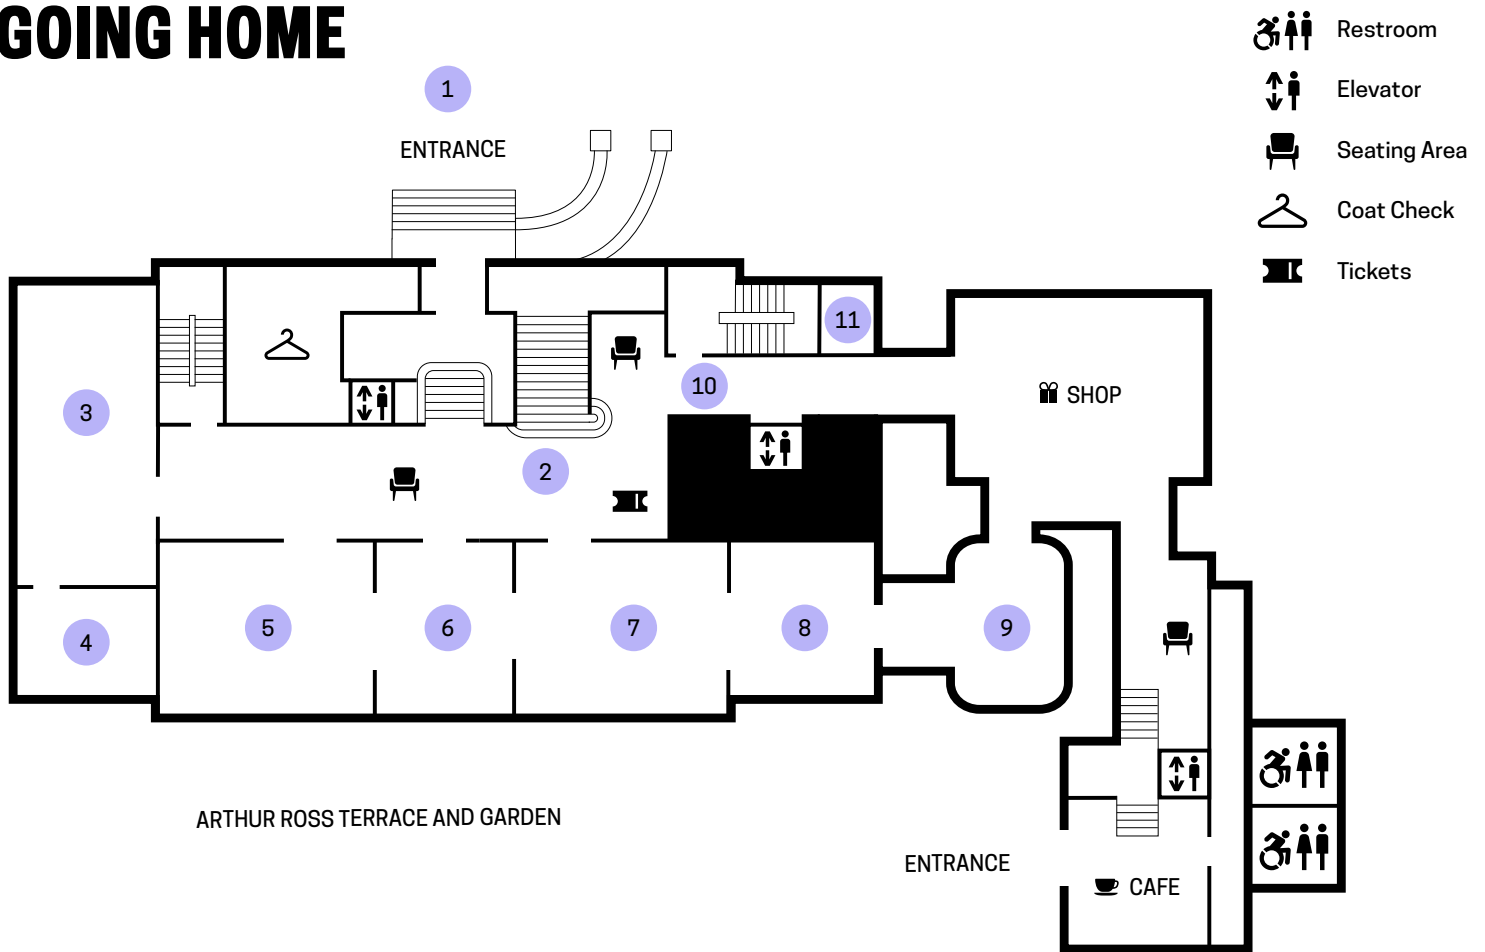 GOING HOME
Restroom
Elevator
Seating Area
Coat Check
Tickets
1
ENTRANCE
11
10
SHOP
3
2
5
6
7
8
9
4
ARTHUR ROSS TERRACE AND GARDEN
ENTRANCE
CAFE